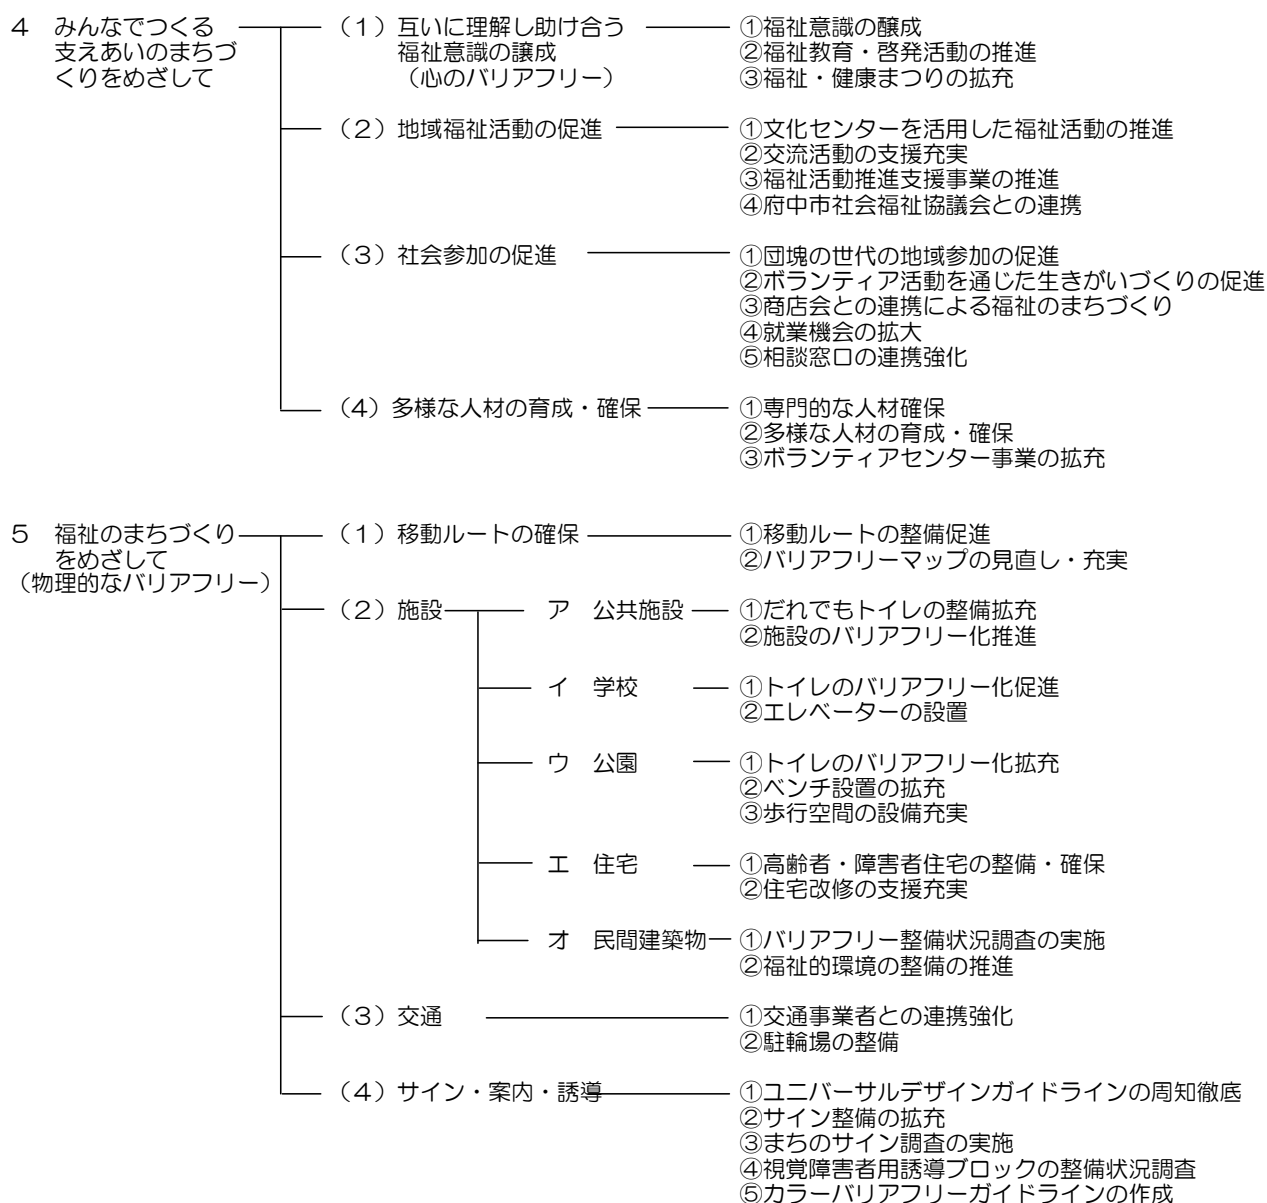 ４　みんなでつくる
支えあいのまちづ
くりをめざして
（１）互いに理解し助け合う
福祉意識の譲成
（心のバリアフリー）
①福祉意識の醸成
②福祉教育・啓発活動の推進
③福祉・健康まつりの拡充
（２）地域福祉活動の促進
①文化センターを活用した福祉活動の推進
②交流活動の支援充実
③福祉活動推進支援事業の推進
④府中市社会福祉協議会との連携
（３）社会参加の促進
①団塊の世代の地域参加の促進
②ボランティア活動を通じた生きがいづくりの促進
③商店会との連携による福祉のまちづくり
④就業機会の拡大
⑤相談窓口の連携強化
（４）多様な人材の育成・確保
①専門的な人材確保
②多様な人材の育成・確保
③ボランティアセンター事業の拡充
５　福祉のまちづくり
をめざして
（物理的なバリアフリー）
（１）移動ルートの確保
①移動ルートの整備促進
②バリアフリーマップの見直し・充実
（２）施設
ア　公共施設
①だれでもトイレの整備拡充
②施設のバリアフリー化推進
イ　学校
①トイレのバリアフリー化促進
②エレベーターの設置
ウ　公園
①トイレのバリアフリー化拡充
②ベンチ設置の拡充
③歩行空間の設備充実
エ　住宅
①高齢者・障害者住宅の整備・確保
②住宅改修の支援充実
オ　民間建築物
①バリアフリー整備状況調査の実施
②福祉的環境の整備の推進
（３）交通
①交通事業者との連携強化
②駐輪場の整備
（４）サイン・案内・誘導
①ユニバーサルデザインガイドラインの周知徹底
②サイン整備の拡充
③まちのサイン調査の実施
④視覚障害者用誘導ブロックの整備状況調査
⑤カラーバリアフリーガイドラインの作成